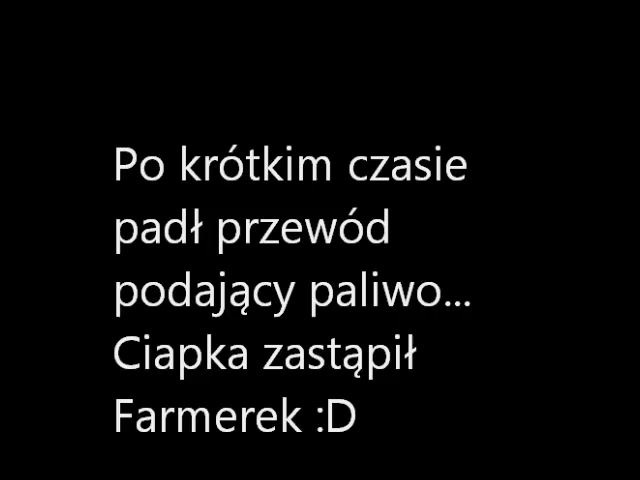 Po krótkim czasie
padł przewód
podający paliwo...
Ciapka zastąpił
Farmerek :D